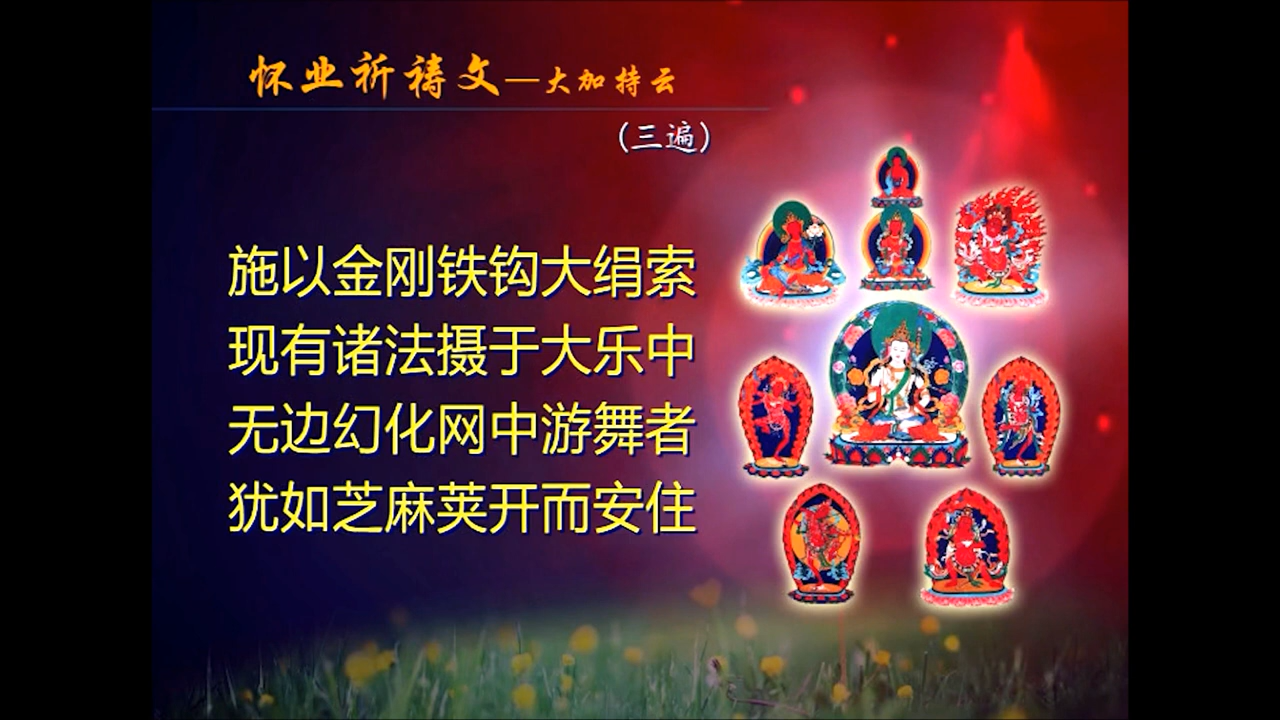 怀业祈祷文—大加持云
（三遍）
施以金刚铁钩大绢索
现有诸法摄于大乐中
无边幻化网中游舞者
犹如芝麻荚开而安住